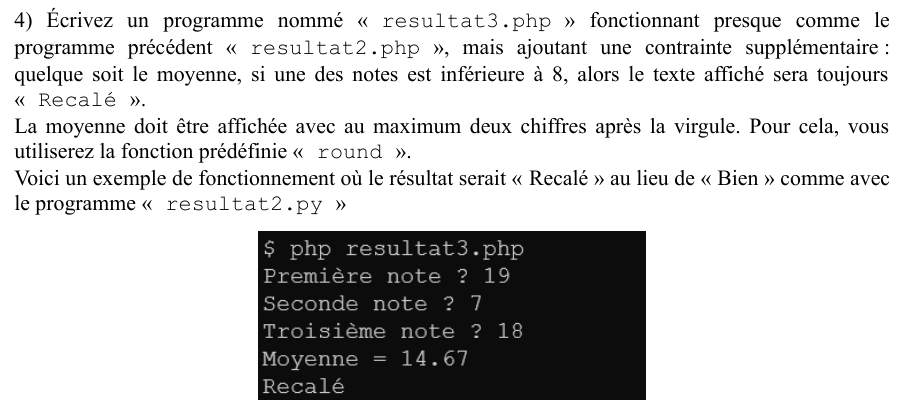 4) Écrivez un programme nommé « resultat3.php » fonctionnant presque comme le
programme précédent « resultat2.php », mais ajoutant une contrainte supplémentaire :
quelque soit le moyenne, si une des notes est inférieure à 8, alors le texte affiché sera toujours
« Recalé ».
La moyenne doit être affichée avec au maximum deux chiffres après la virgule. Pour cela, vous
utiliserez la fonction prédéfinie « round ».
Voici un exemple de fonctionnement où le résultat serait « Recalé » au lieu de « Bien » comme avec
le programme « resultat2.py »
$ php resultat3.php
Première note ? 19
Seconde note ? 7
Troisième note ? 18
Moyenne = 14.67
Recalé